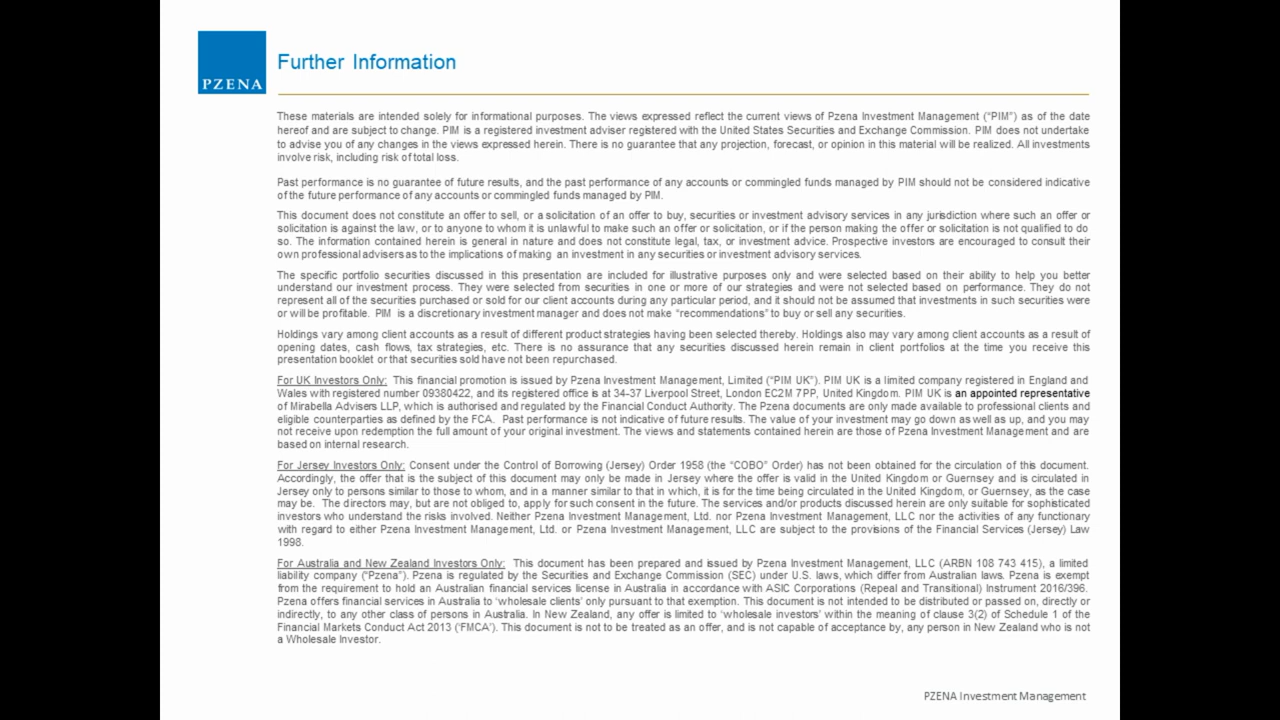 PZENA
Further Information
These materials are intended solely for informational purposes. The views expressed reflect the current views of Pzena Investment Management (“PIM”) as of the date
hereof and are subject to change. PIM is a registered investment adviser registered with the United States Securities and Exchange Commission. PIM does not undertake
to advise you of any changes in the views expressed herein. There is no guarantee that any projection, forecast, or opinion in this material will be realized. All investments
involve risk, including risk of total loss.
Past performance is no guarantee of future results, and the past performance of any accounts or commingled funds managed by PIM should not be considered indicative
of the future performance of any accounts or commingled funds managed by PIM.
This document does not constitute an offer to sell, or a solicitation of an offer to buy, securities or investment advisory services in any jurisdiction where such an offer or
solicitation is against the law, or to anyone to whom it is unlawful to make such an offer or solicitation, or if the person making the offer or solicitation is not qualified to do
so. The information contained herein is general in nature and does not constitute legal, tax, or investment advice. Prospective investors are encouraged to consult their
own professional advisers as to the implications of making an investment in any securities or investment advisory services.
The specific portfolio securities discussed in this presentation are included for illustrative purposes only and were selected based on their ability to help you better
understand our investment process. They were selected from securities in one or more of our strategies and were not selected based on performance. They do not
represent all of the securities purchased or sold for our client accounts during any particular period, and it should not be assumed that investments in such securities were
or will be profitable. PIM is a discretionary investment manager and does not make “recommendations” to buy or sell any securities.
Holdings vary among client accounts as a result of different product strategies having been selected thereby. Holdings also may vary among client accounts as a result of
opening dates, cash flows, tax strategies, etc. There is no assurance that any securities discussed herein remain in client portfolios at the time you receive this
presentation booklet or that securities sold have not been repurchased.
For UK Investors Only: This financial promotion is issued by Pzena Investment Management, Limited (“PIM UK”). PIM UK is a limited company registered in England and
Wales with registered number 09380422, and its registered office is at 34-37 Liverpool Street, London EC2M 7PP, United Kingdom. PIM UK is an appointed representative
of Mirabella Advisers LLP, which is authorised and regulated by the Financial Conduct Authority. The Pzena documents are only made available to professional clients and
eligible counterparties as defined by the FCA. Past performance is not indicative of future results. The value of your investment may go down as well as up, and you may
not receive upon redemption the full amount of your original investment. The views and statements contained herein are those of Pzena Investment Management and are
based on internal research.
For Jersey Investors Only: Consent under the Control of Borrowing (Jersey) Order 1958 (the “COBO” Order) has not been obtained for the circulation of this document.
Accordingly, the offer that is the subject of this document may only be made in Jersey where the offer is valid in the United Kingdom or Guernsey and is circulated in
Jersey only to persons similar to those to whom, and in a manner similar to that in which, it is for the time being circulated in the United Kingdom, or Guernsey, as the case
may be. The directors may, but are not obliged to, apply for such consent in the future. The services and/or products discussed herein are only suitable for sophisticated
investors who understand the risks involved. Neither Pzena Investment Management, Ltd. nor Pzena Investment Management, LLC nor the activities of any functionary
with regard to either Pzena Investment Management, Ltd. or Pzena Investment Management, LLC are subject to the provisions of the Financial Services (Jersey) Law
1998.
For Australia and New Zealand Investors Only: This document has been prepared and issued by Pzena Investment Management, LLC (ARBN 108 743 415), a limited
liability company (“Pzena”). Pzena is regulated by the Securities and Exchange Commission (SEC) under U.S. laws, which differ from Australian laws. Pzena is exempt
from the requirement to hold an Australian financial services license in Australia in accordance with ASIC Corporations (Repeal and Transitional) Instrument 2016/396.
Pzena offers financial services in Australia to ‘wholesale clients’ only pursuant to that exemption. This document is not intended to be distributed or passed on, directly or
indirectly, to any other class of persons in Australia. In New Zealand, any offer is limited to ‘wholesale investors’ within the meaning of clause 3(2) of Schedule 1 of the
Financial Markets Conduct Act 2013 (‘FMCA’). This document is not to be treated as an offer, and is not capable of acceptance by, any person in New Zealand who is not
a Wholesale Investor.
PZENA Investment Management